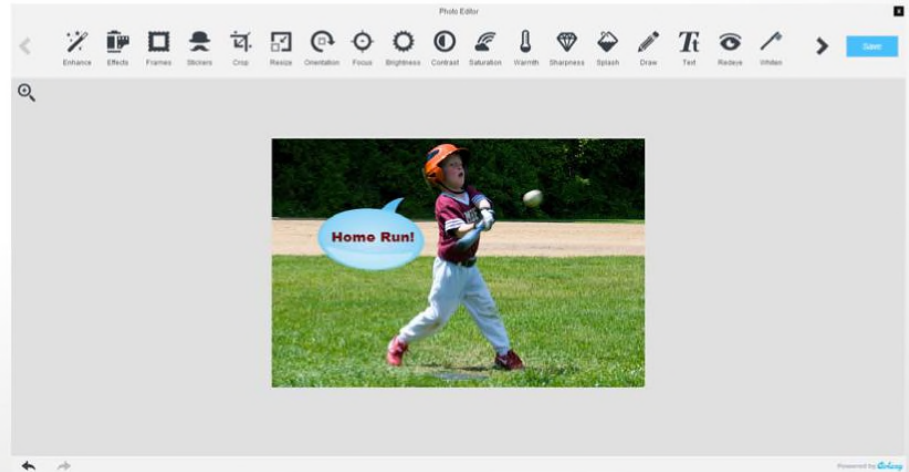 Photo Editor
x
Enhance Effects Frames Stickers Crop Resize Orientation Focus Brightness Contrast Saturation Warmth Sharpness Splash Draw Text Redeye Whiten
Tt
Save
Home Run!
Powered by